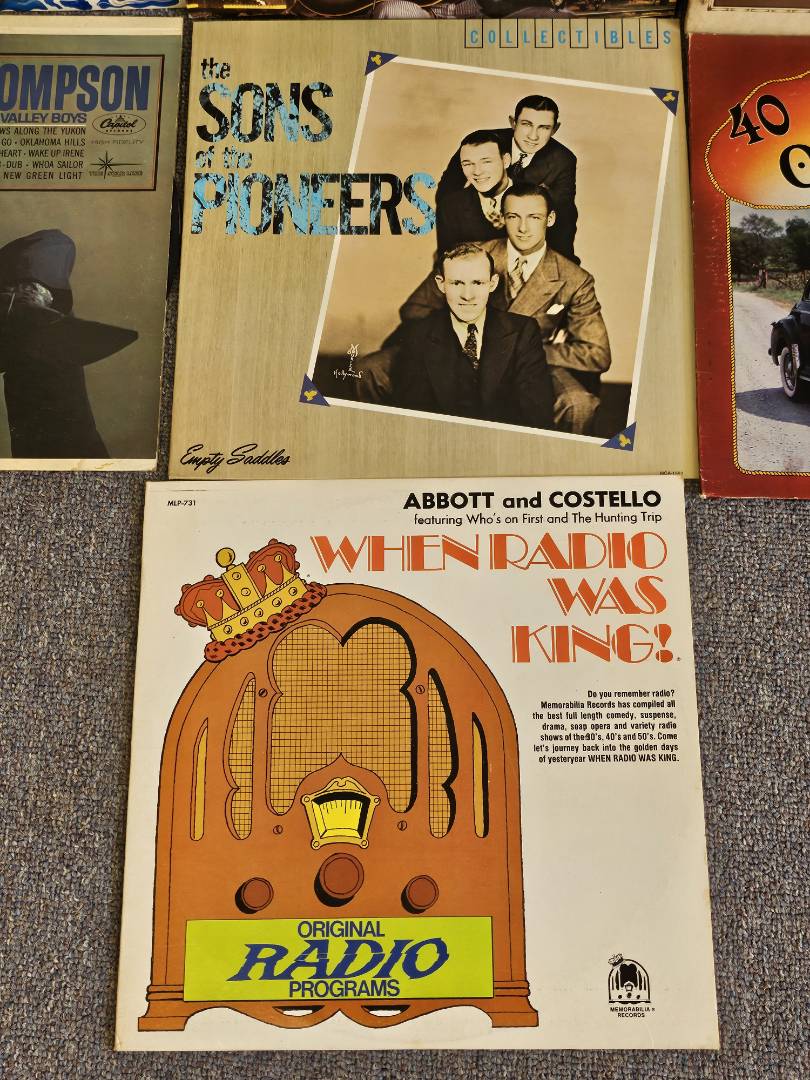 OMPSON
VALLEY BOYS
WS ALONG THE YUKON
GO • OKLAHOMA HILLS
HEART • WAKE UP IRENE
-DUB • WHOA SAILOR
NEW GREEN LIGHT
Capitol
RECORDS
HIGH FIDELITY
COLLECTIBLES
the
SONS
of the
PIONEERS
Hollywood
Empty Saddles
40
MLP-731
ABBOTT and COSTELLO
featuring Who's on First and The Hunting Trip
WHEN RADIO
WAS
KING!
Do you remember radio?
Memorabilia Records has compiled all
the best full length comedy, suspense,
drama, soap opera and variety radio
shows of the 30's, 40's and 50's. Come
let's journey back into the golden days
of yesteryear WHEN RADIO WAS KING.
ORIGINAL
RADIO
PROGRAMS
MEMORABILIA
RECORDS